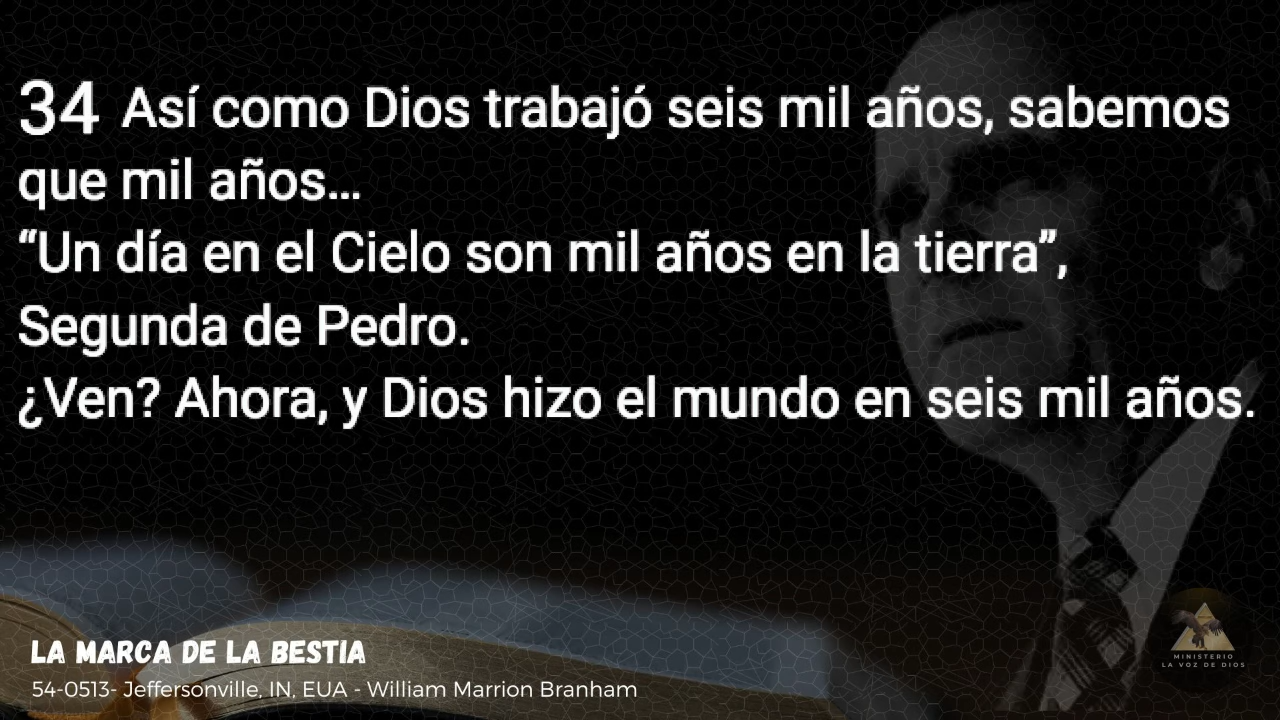 34 Así como Dios trabajó seis mil años, sabemos
que mil años...
“Un día en el Cielo son mil años en la tierra”,
Segunda de Pedro.
¿Ven? Ahora, y Dios hizo el mundo en seis mil años.
LA MARCA DE LA BESTIA
54-0513- Jeffersonville, IN, EUA - William Marrion Branham
MINISTERIO
LA VOZ DE DIOS